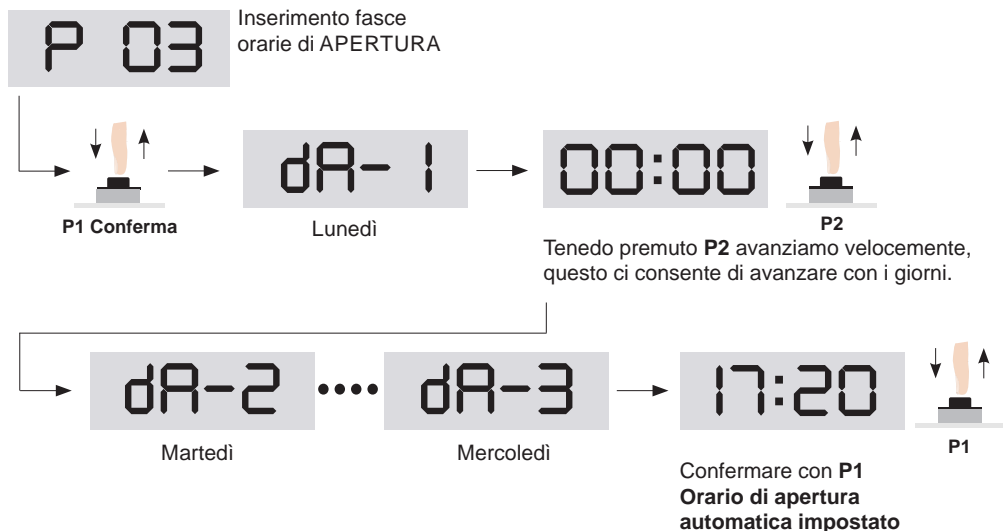 P 03
Inserimento fasce
orarie di APERTURA
P1 Conferma
dA-1
Lunedì
00:00
P2
Tenedo premuto P2 avanziamo velocemente,
questo ci consente di avanzare con i giorni.
dA-2
Martedì
dA-3
Mercoledì
17:20
P1
Confermare con P1
Orario di apertura
automatica impostato